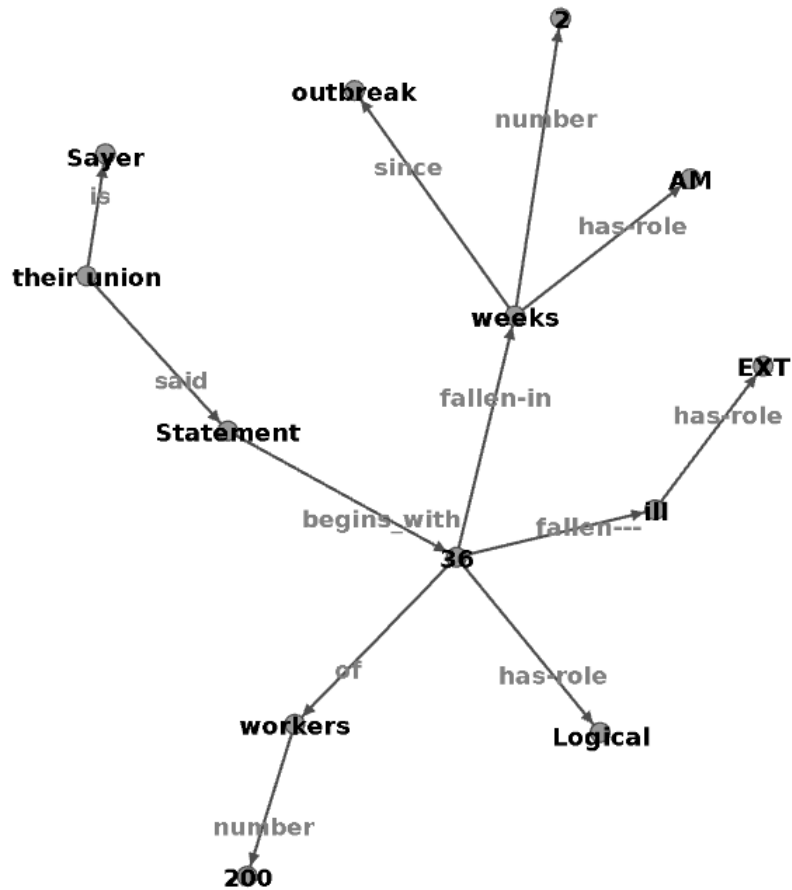 2
outbreak
number
Sayer
since
AM
is
has-role
their union
weeks
EXT
said
fallen-in
has-role
Statement
ill
begins_with
fallen---
36
of
has-role
workers
Logical
number
200